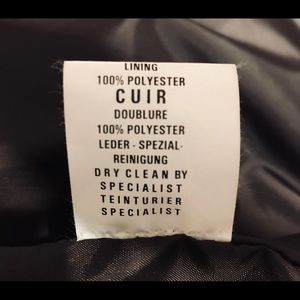 LINING
100% POLYESTER
CUIR
DOUBLURE
100% POLYESTER
LEDER - SPEZIAL-
REINIGUNG
DRY CLEAN BY
SPECIALIST
TEINTURIER
SPECIALIST